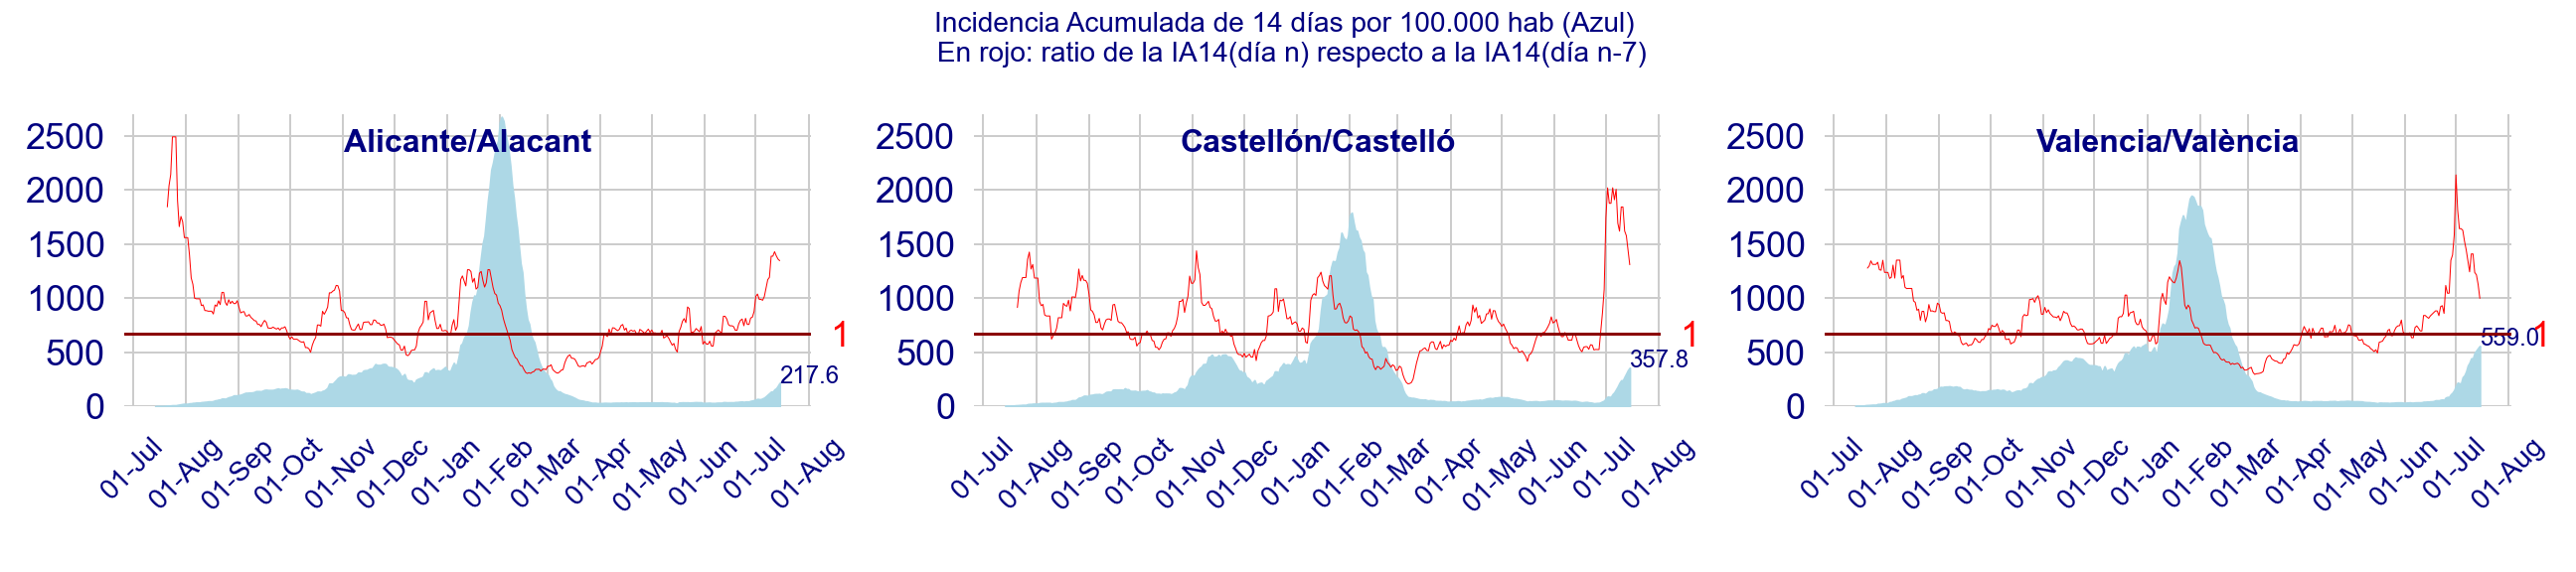 Incidencia Acumulada de 14 días por 100.000 hab (Azul)
En rojo: ratio de la IA14(día n) respecto a la IA14(día n-7)
Alicante/Alacant
2500
2000
1500
1000
500
0
1
217.6
01-Jul
01-Aug
01-Sep
01-Oct
01-Nov
01-Dec
01-Jan
01-Feb
01-Mar
01-Apr
01-May
01-Jun
01-Jul
01-Aug
Castellón/Castelló
2500
2000
1500
1000
500
0
1
357.8
01-Jul
01-Aug
01-Sep
01-Oct
01-Nov
01-Dec
01-Jan
01-Feb
01-Mar
01-Apr
01-May
01-Jun
01-Jul
01-Aug
Valencia/València
2500
2000
1500
1000
500
0
1
559.0
01-Jul
01-Aug
01-Sep
01-Oct
01-Nov
01-Dec
01-Jan
01-Feb
01-Mar
01-Apr
01-May
01-Jun
01-Jul
01-Aug